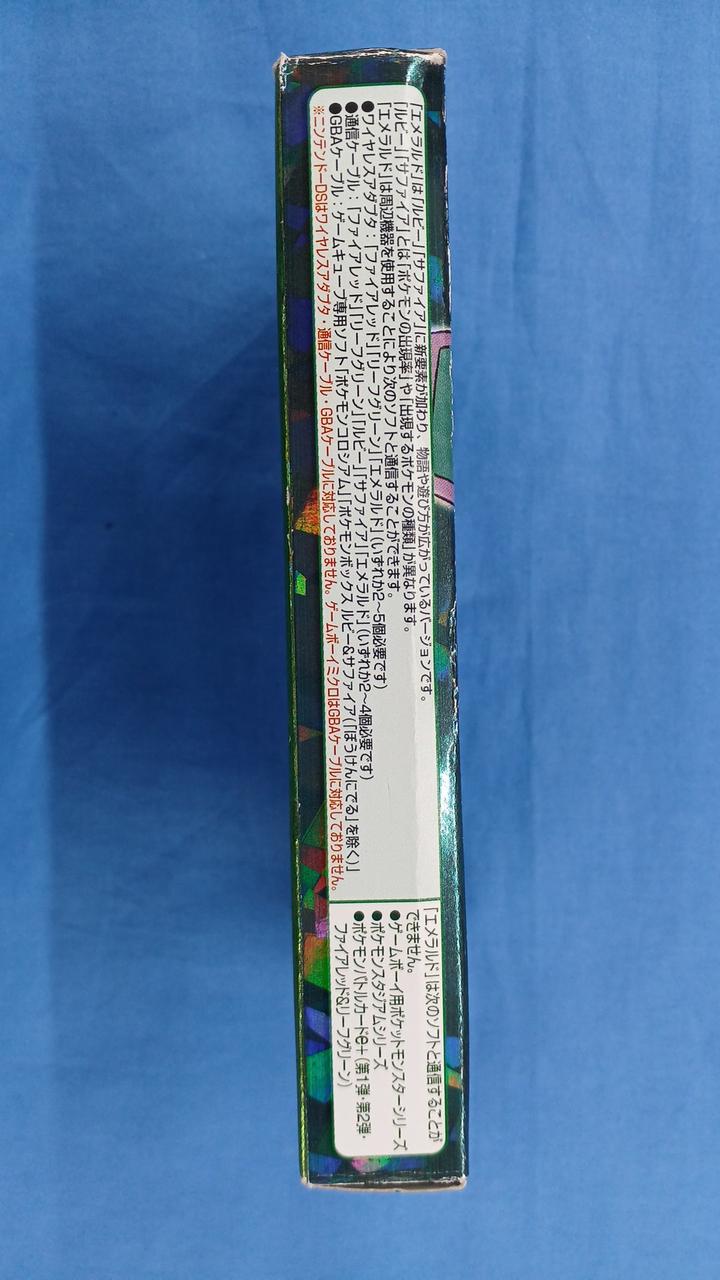 「エメラルド」は「ルビー」「サファイア」に新要素が加わり、物語や遊び方が広がっているバージョンです。
「ルビー」「サファイア」とは「ポケモンの出現率」や「出現するポケモンの種類」が異なります。
「エメラルド」は周辺機器を使用することにより次のソフトと通信することができます。
●ワイヤレスアダプタ：「ファイアレッド」「リーフグリーン」「エメラルド」(いずれか2〜5個必要です)
●通信ケーブル：「ファイアレッド」「リーフグリーン」「ルビー」「サファイア」「エメラルド」(いずれか2〜4個必要です)
●GBAケーブル：ゲームキューブ専用ソフト「ポケモンコロシアム」「ポケモンボックス ルビー&サファイア(「ぼうけんにでる」を除く)」
※ニンテンドーDSはワイヤレスアダプタ・通信ケーブル・GBAケーブルに対応しておりません。ゲームボーイミクロはGBAケーブルに対応しておりません。
「エメラルド」は次のソフトと通信することが
できません。
●ゲームボーイ用ポケットモンスターシリーズ
●ポケモンスタジアムシリーズ
●ポケモンバトルカードe+(第1弾・第2弾・
ファイアレッド&リーフグリーン)